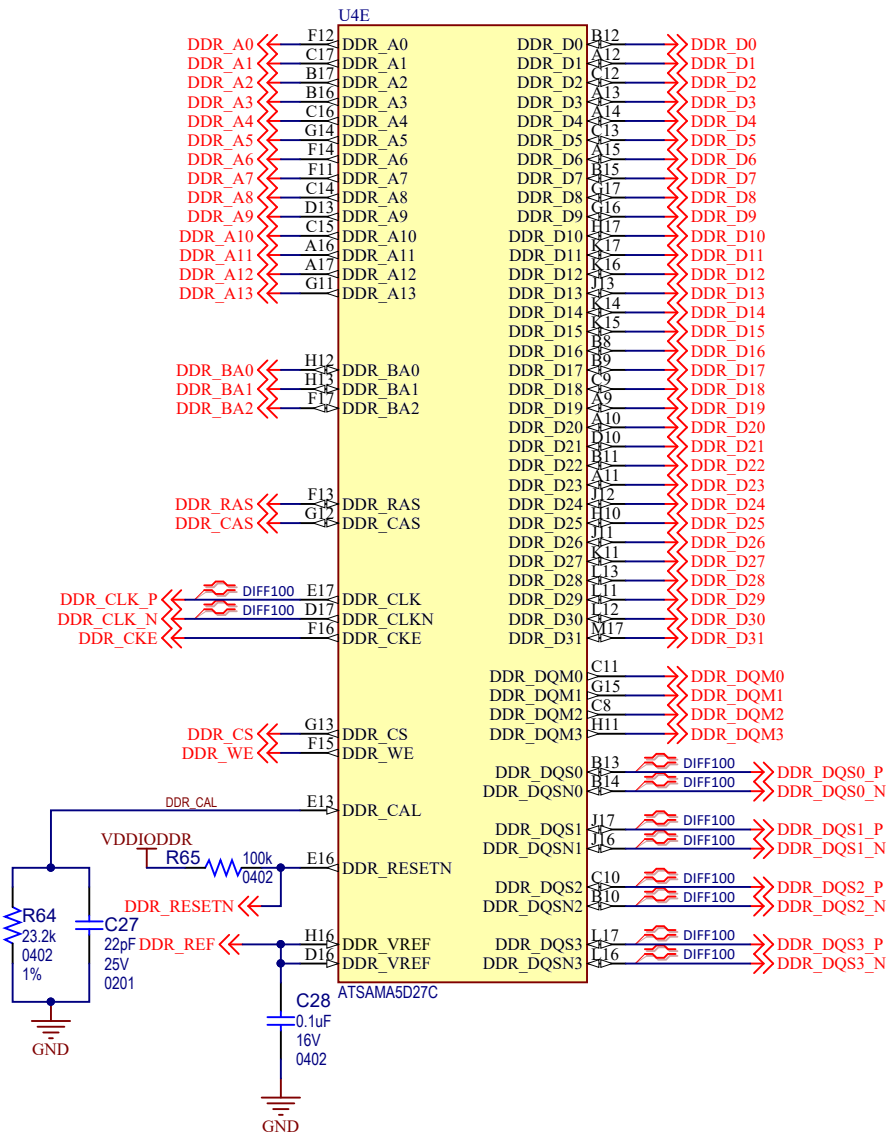 U4E
DDR_A0 F12 DDR_A0 DDR_D0 B12 DDR_D0
DDR_A1 C17 DDR_A1 DDR_D1 A12 DDR_D1
DDR_A2 B17 DDR_A2 DDR_D2 C12 DDR_D2
DDR_A3 B16 DDR_A3 DDR_D3 A13 DDR_D3
DDR_A4 C16 DDR_A4 DDR_D4 A14 DDR_D4
DDR_A5 G14 DDR_A5 DDR_D5 C13 DDR_D5
DDR_A6 F14 DDR_A6 DDR_D6 A15 DDR_D6
DDR_A7 F11 DDR_A7 DDR_D7 B15 DDR_D7
DDR_A8 C14 DDR_A8 DDR_D8 G17 DDR_D8
DDR_A9 D13 DDR_A9 DDR_D9 G16 DDR_D9
DDR_A10 C15 DDR_A10 DDR_D10 H17 DDR_D10
DDR_A11 A16 DDR_A11 DDR_D11 K17 DDR_D11
DDR_A12 A17 DDR_A12 DDR_D12 K16 DDR_D12
DDR_A13 G11 DDR_A13 DDR_D13 J13 DDR_D13
DDR_D14 K14 DDR_D14
DDR_D15 K15 DDR_D15
DDR_D16 B8 DDR_D16
DDR_BA0 H12 DDR_BA0 DDR_D17 B9 DDR_D17
DDR_BA1 H13 DDR_BA1 DDR_D18 C9 DDR_D18
DDR_BA2 F17 DDR_BA2 DDR_D19 A9 DDR_D19
DDR_D20 A10 DDR_D20
DDR_D21 D10 DDR_D21
DDR_D22 B11 DDR_D22
DDR_D23 A11 DDR_D23
DDR_RAS F13 DDR_RAS DDR_D24 J12 DDR_D24
DDR_CAS G12 DDR_CAS DDR_D25 H10 DDR_D25
DDR_D26 J11 DDR_D26
DDR_D27 K11 DDR_D27
DDR_D28 L13 DDR_D28
DDR_CLK_P DIFF100 E17 DDR_CLK DDR_D29 L11 DDR_D29
DDR_CLK_N DIFF100 D17 DDR_CLKN DDR_D30 L12 DDR_D30
DDR_CKE F16 DDR_CKE DDR_D31 M17 DDR_D31
DDR_DQM0 C11 DDR_DQM0
DDR_DQM1 G15 DDR_DQM1
DDR_DQM2 C8 DDR_DQM2
DDR_CS G13 DDR_CS DDR_DQM3 H11 DDR_DQM3
DDR_WE F15 DDR_WE
DDR_DQS0 B13 DIFF100 DDR_DQS0_P
DDR_DQSN0 B14 DIFF100 DDR_DQS0_N
DDR_CAL E13 DDR_CAL
DDR_DQS1 J17 DIFF100 DDR_DQS1_P
DDR_DQSN1 J16 DIFF100 DDR_DQS1_N
VDDIODDR
R65 100k 0402 E16 DDR_RESETN
DDR_DQS2 C10 DIFF100 DDR_DQS2_P
DDR_RESETN DDR_DQSN2 B10 DIFF100 DDR_DQS2_N
DDR_REF H16 DDR_VREF DDR_DQS3 L17 DIFF100 DDR_DQS3_P
D16 DDR_VREF DDR_DQSN3 L16 DIFF100 DDR_DQS3_N
ATSAMA5D27C
R64
23.2k
0402
1%
C27
22pF
25V
0201
GND
C28
0.1uF
16V
0402
GND